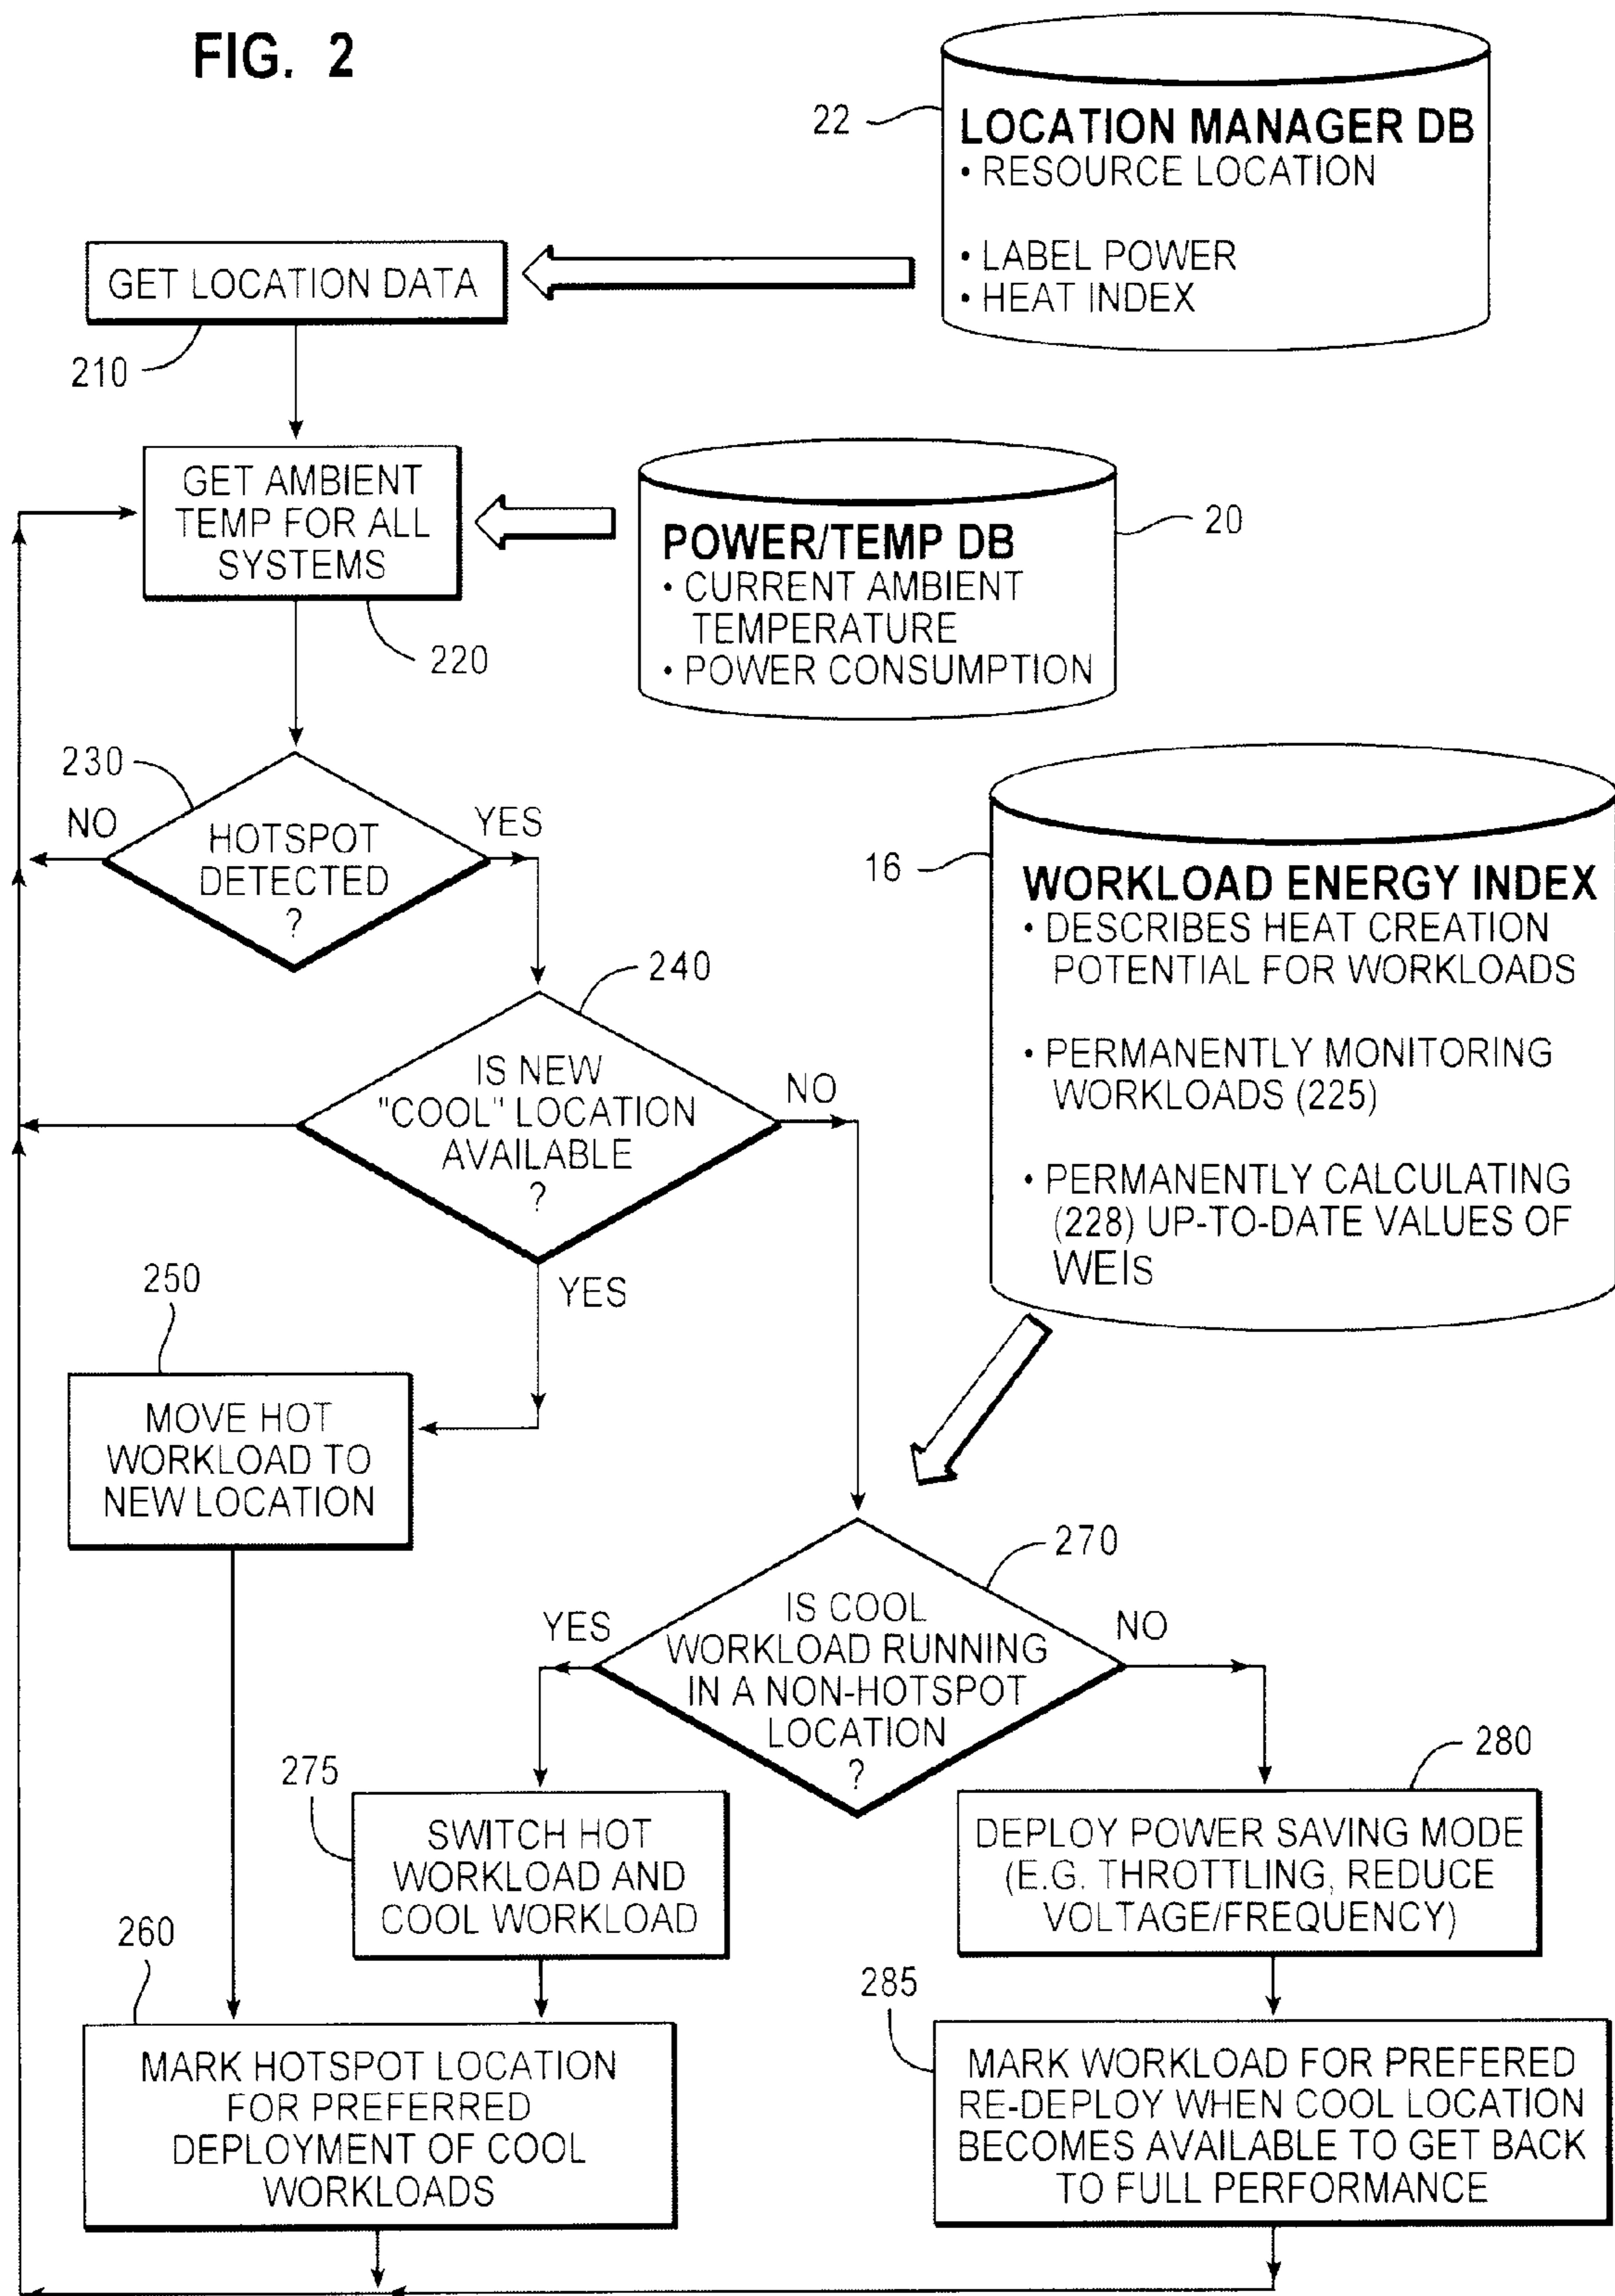 FIG. 2
22
LOCATION MANAGER DB
• RESOURCE LOCATION
• LABEL POWER
• HEAT INDEX
GET LOCATION DATA
210
GET AMBIENT
TEMP FOR ALL
SYSTEMS
220
POWER/TEMP DB
• CURRENT AMBIENT
TEMPERATURE
• POWER CONSUMPTION
20
230
NO
HOTSPOT
DETECTED
?
YES
16
WORKLOAD ENERGY INDEX
• DESCRIBES HEAT CREATION
POTENTIAL FOR WORKLOADS
• PERMANENTLY MONITORING
WORKLOADS (225)
• PERMANENTLY CALCULATING
(228) UP-TO-DATE VALUES OF
WEIs
240
IS NEW
"COOL" LOCATION
AVAILABLE
?
NO
YES
250
MOVE HOT
WORKLOAD TO
NEW LOCATION
270
YES
IS COOL
WORKLOAD RUNNING
IN A NON-HOTSPOT
LOCATION
?
NO
275
SWITCH HOT
WORKLOAD AND
COOL WORKLOAD
280
DEPLOY POWER SAVING MODE
(E.G. THROTTLING, REDUCE
VOLTAGE/FREQUENCY)
260
MARK HOTSPOT LOCATION
FOR PREFERRED
DEPLOYMENT OF COOL
WORKLOADS
285
MARK WORKLOAD FOR PREFERED
RE-DEPLOY WHEN COOL LOCATION
BECOMES AVAILABLE TO GET BACK
TO FULL PERFORMANCE